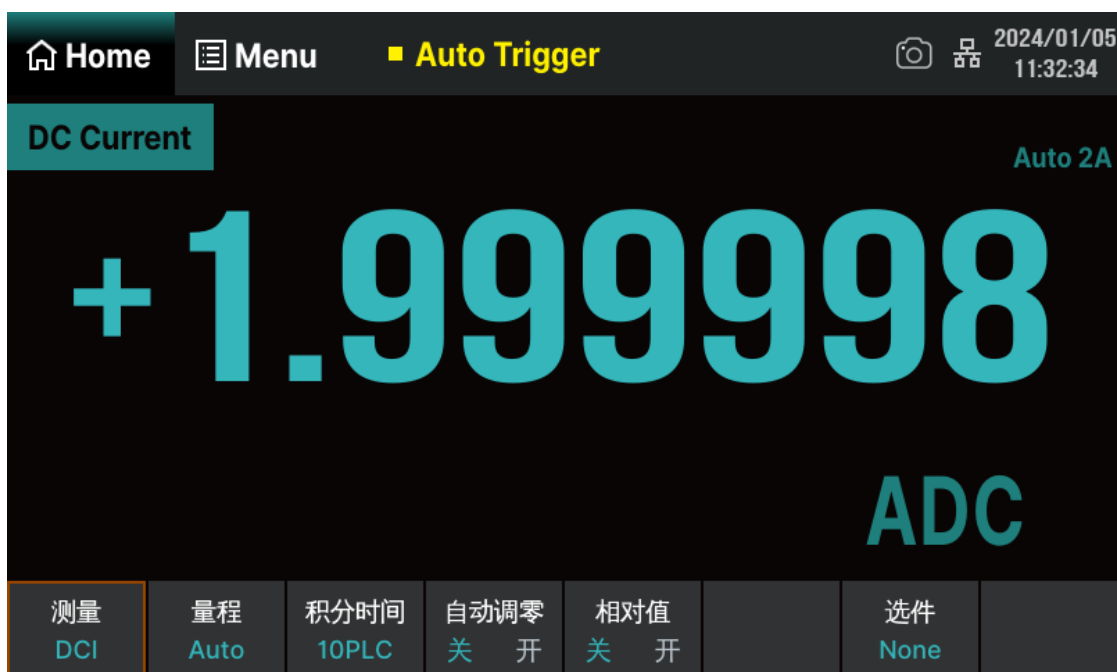 Home Menu Auto Trigger 2024/01/05
11:32:34
DC Current
Auto 2A
+1.999998
ADC
测量 量程 积分时间 自动调零 相对值 选件
DCI Auto 10PLC 关 开 关 开 None